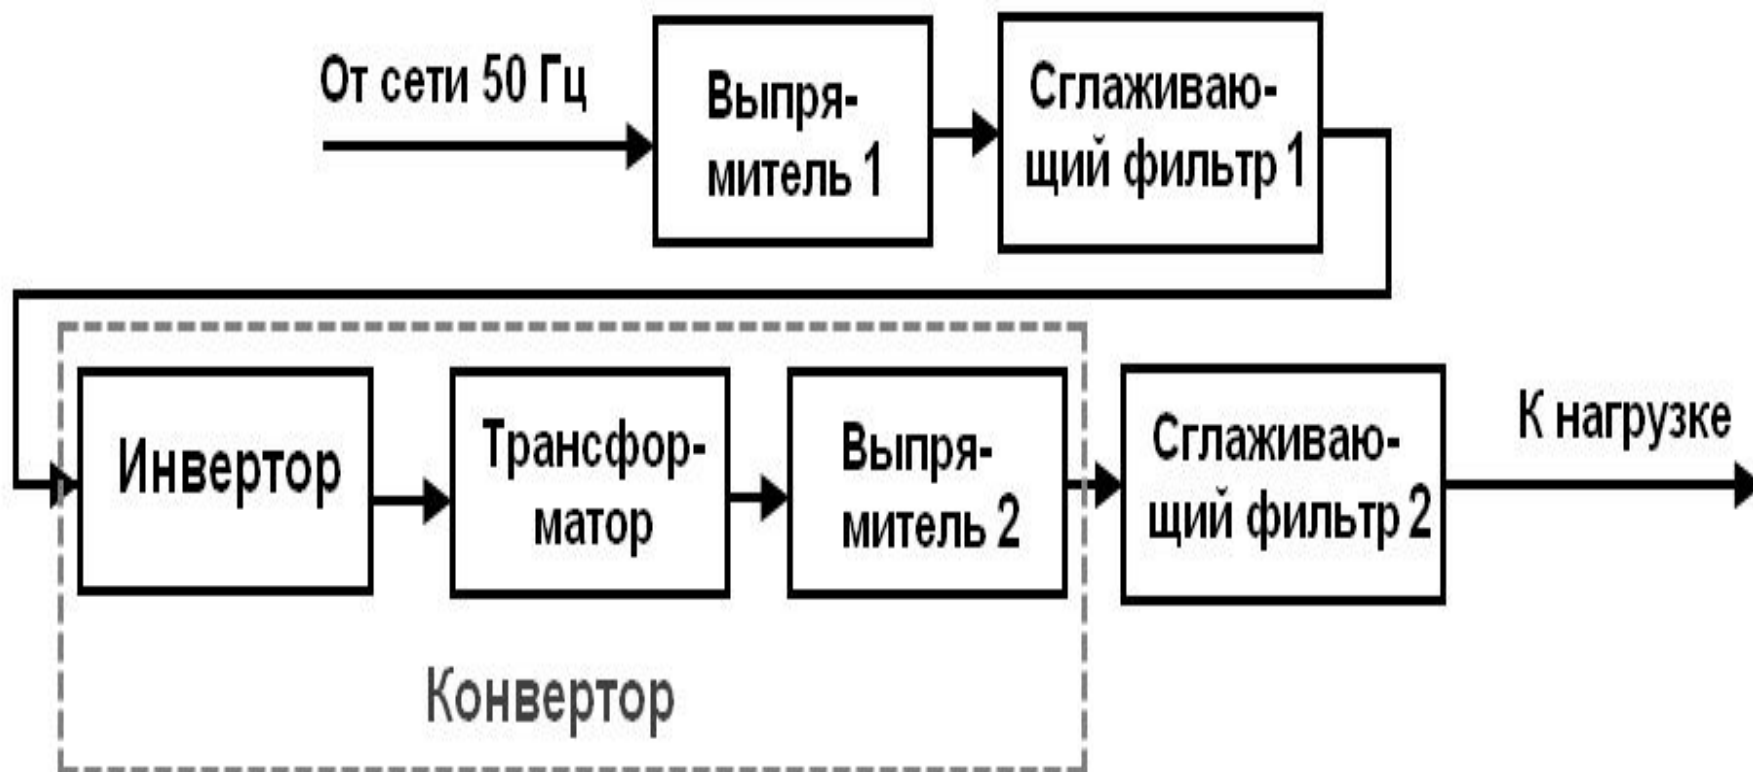 От сети 50 Гц
Выпря-
митель 1
Сглаживаю-
щий фильтр 1
Инвертор
Трансфор-
матор
Выпря-
митель 2
Сглаживаю-
щий фильтр 2
К нагрузке
Конвертор